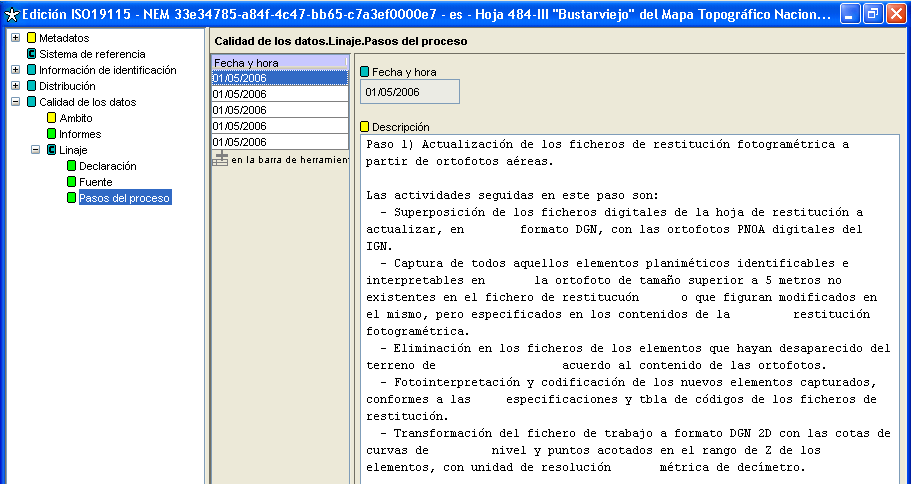 Edición ISO19115 - NEM 33e34785-a84f-4c47-bb65-c7a3ef0000e7 - es - Hoja 484-III "Bustarviejo" del Mapa Topográfico Nacion...
Metadatos
Sistema de referencia
Información de identificación
Distribución
Calidad de los datos
Ambito
Informes
Linaje
Declaración
Fuente
Pasos del proceso
Calidad de los datos.Linaje.Pasos del proceso
Fecha y hora
01/05/2006
01/05/2006
01/05/2006
01/05/2006
01/05/2006
en la barra de herramien
Fecha y hora
01/05/2006
Descripción
Paso 1) Actualización de los ficheros de restitución fotogramétrica a
partir de ortofotos aéreas.
Las actividades seguidas en este paso son:
- Superposición de los ficheros digitales de la hoja de restitución a
actualizar, en formato DGN, con las ortofotos PNOA digitales del
IGN.
- Captura de todos aquellos elementos planiméticos identificables e
interpretables en la ortofoto de tamaño superior a 5 metros no
existentes en el fichero de restitucuón o que figuran modificados en
el mismo, pero especificados en los contenidos de la restitución
fotogramétrica.
- Eliminación en los ficheros de los elementos que hayan desaparecido del
terreno de acuerdo al contenido de las ortofotos.
- Fotointerpretación y codificación de los nuevos elementos capturados,
conformes a las especificaciones y tbla de códigos de los ficheros de
restitución.
- Transformación del fichero de trabajo a formato DGN 2D con las cotas de
curvas de nivel y puntos acotados en el rango de Z de los
elementos, con unidad de resolución métrica de decímetro.